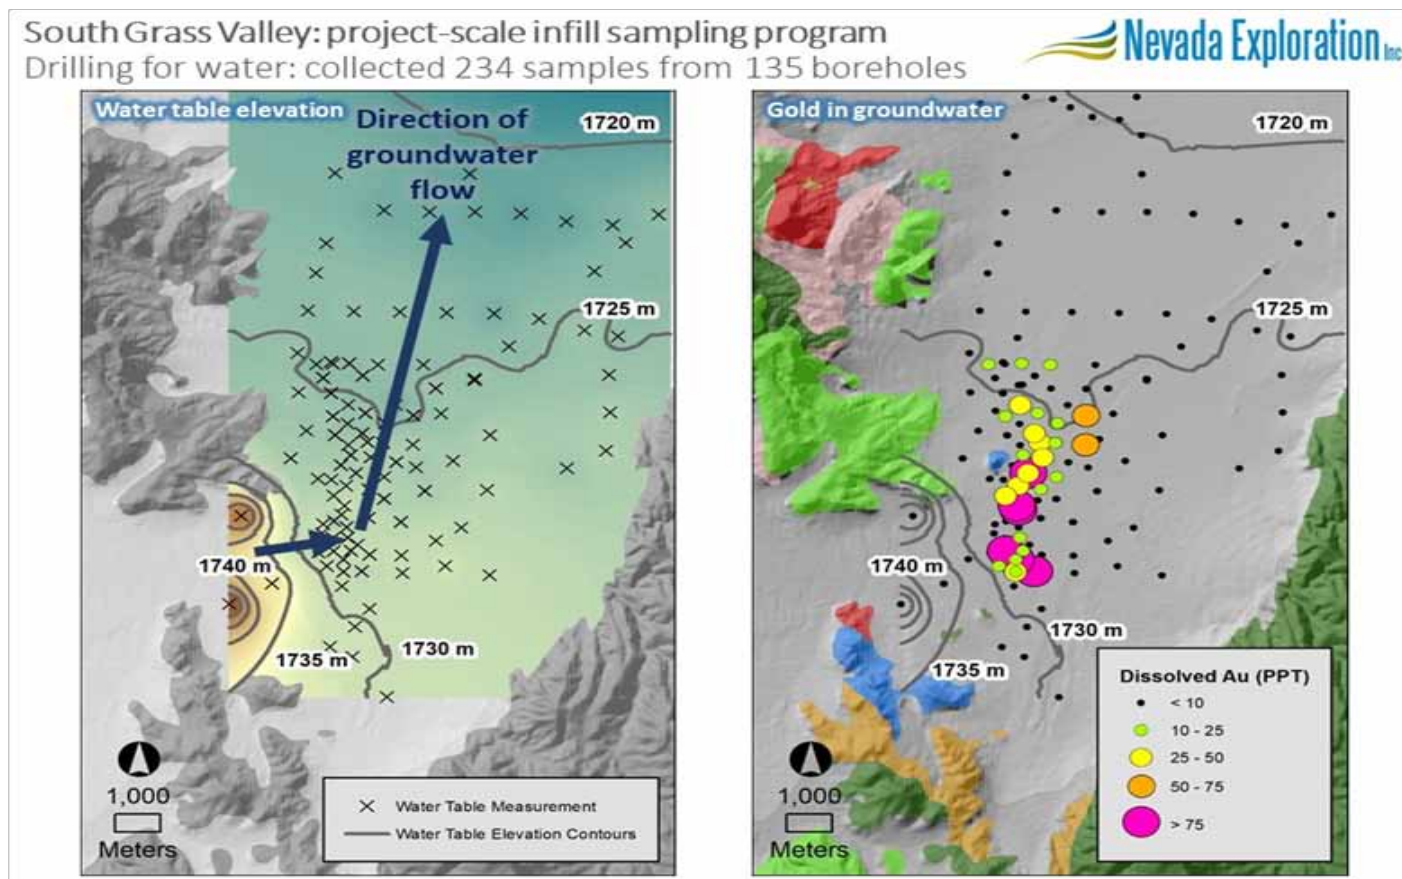 South Grass Valley: project-scale infill sampling program
Drilling for water: collected 234 samples from 135 boreholes
Nevada Exploration Inc
Water table elevation
Direction of
groundwater
flow
1720 m
1725 m
1740 m
1735 m
1730 m
1,000
Meters
Water Table Measurement
Water Table Elevation Contours
Gold in groundwater
1720 m
1725 m
1740 m
1730 m
1735 m
1,000
Meters
Dissolved Au (PPT)
< 10
10 - 25
25 - 50
50 - 75
> 75